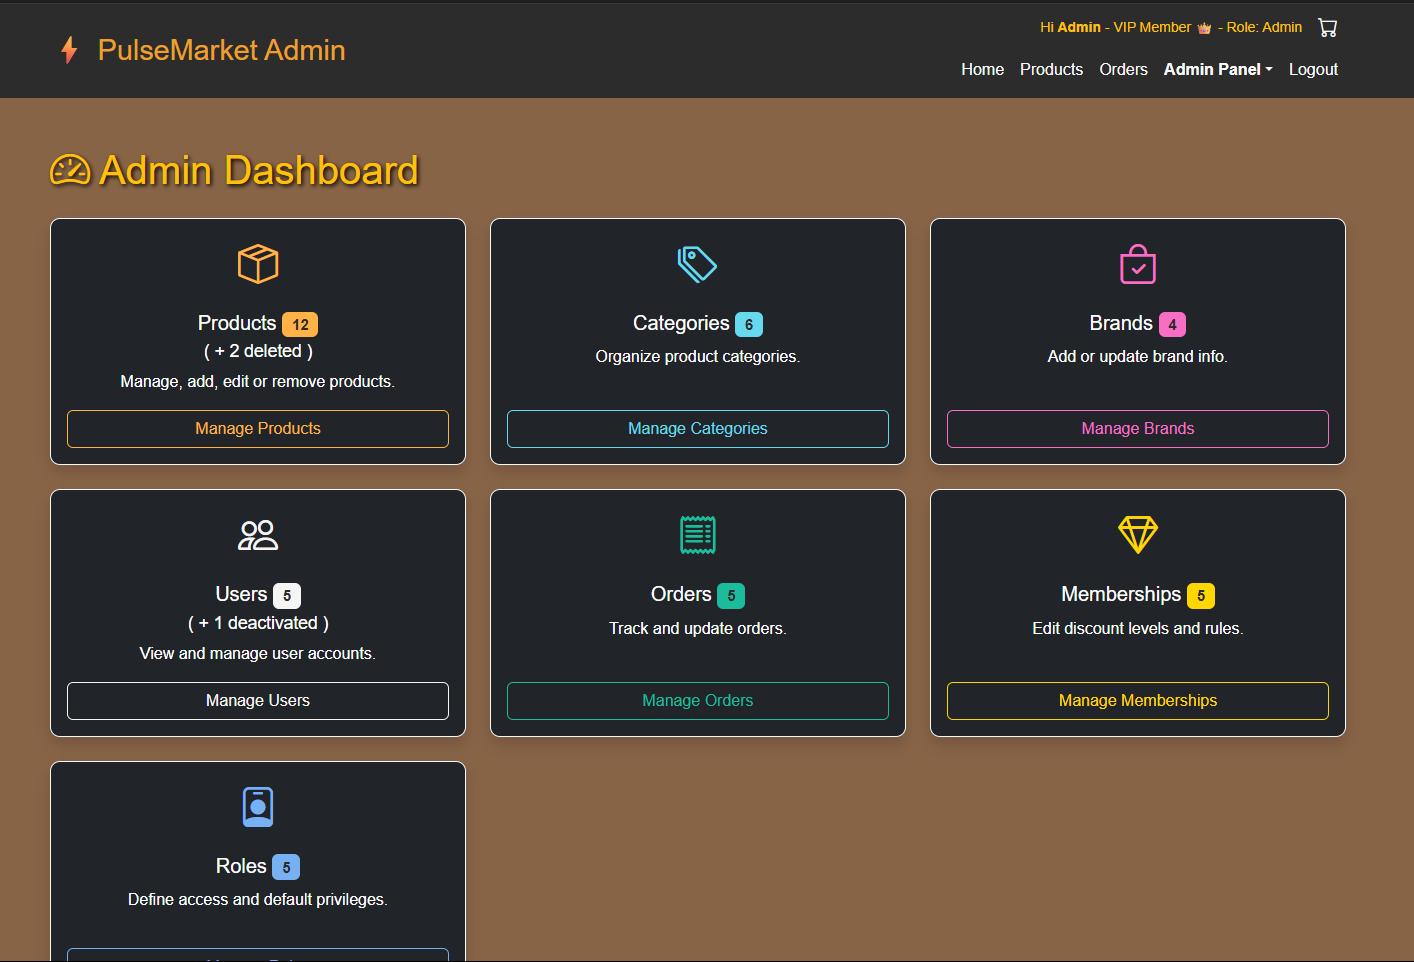 Hi Admin - VIP Member 👑 - Role: Admin
PulseMarket Admin
Home Products Orders Admin Panel Logout
Admin Dashboard
Products 12
( + 2 deleted )
Manage, add, edit or remove products.
Manage Products
Categories 6
Organize product categories.
Manage Categories
Brands 4
Add or update brand info.
Manage Brands
Users 5
( + 1 deactivated )
View and manage user accounts.
Manage Users
Orders 5
Track and update orders.
Manage Orders
Memberships 5
Edit discount levels and rules.
Manage Memberships
Roles 5
Define access and default privileges.